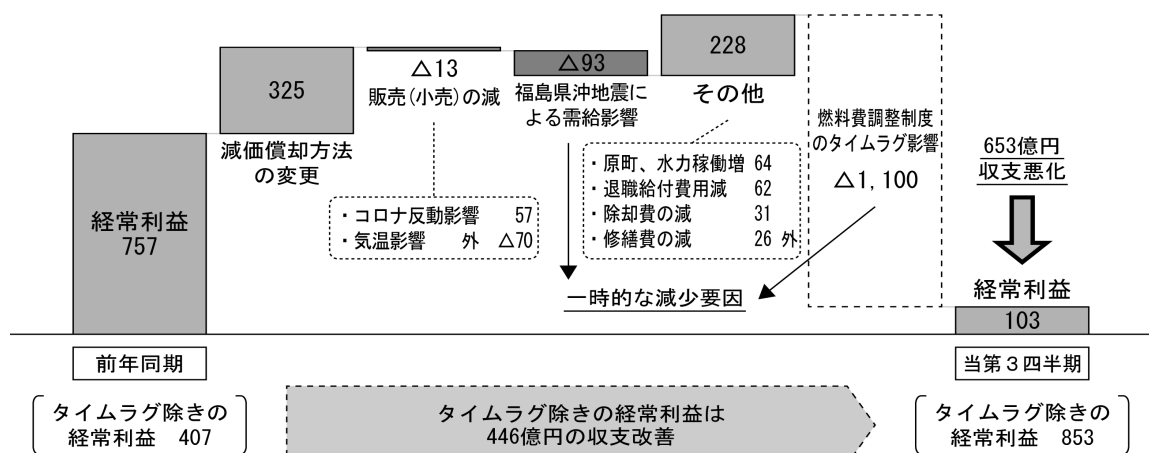 経常利益
757
前年同期
タイムラグ除きの
経常利益 407
325
減価償却方法
の変更
△13
販売(小売)の減
・コロナ反動影響 57
・気温影響 外 △70
△93
福島県沖地震に
よる需給影響
228
その他
・原町、水力稼働増 64
・退職給付費用減 62
・除却費の減 31
・修繕費の減 26 外
燃料費調整制度
のタイムラグ影響
△1,100
一時的な減少要因
653億円
収支悪化
経常利益
103
当第3四半期
タイムラグ除きの
経常利益 853
タイムラグ除きの経常利益は
446億円の収支改善